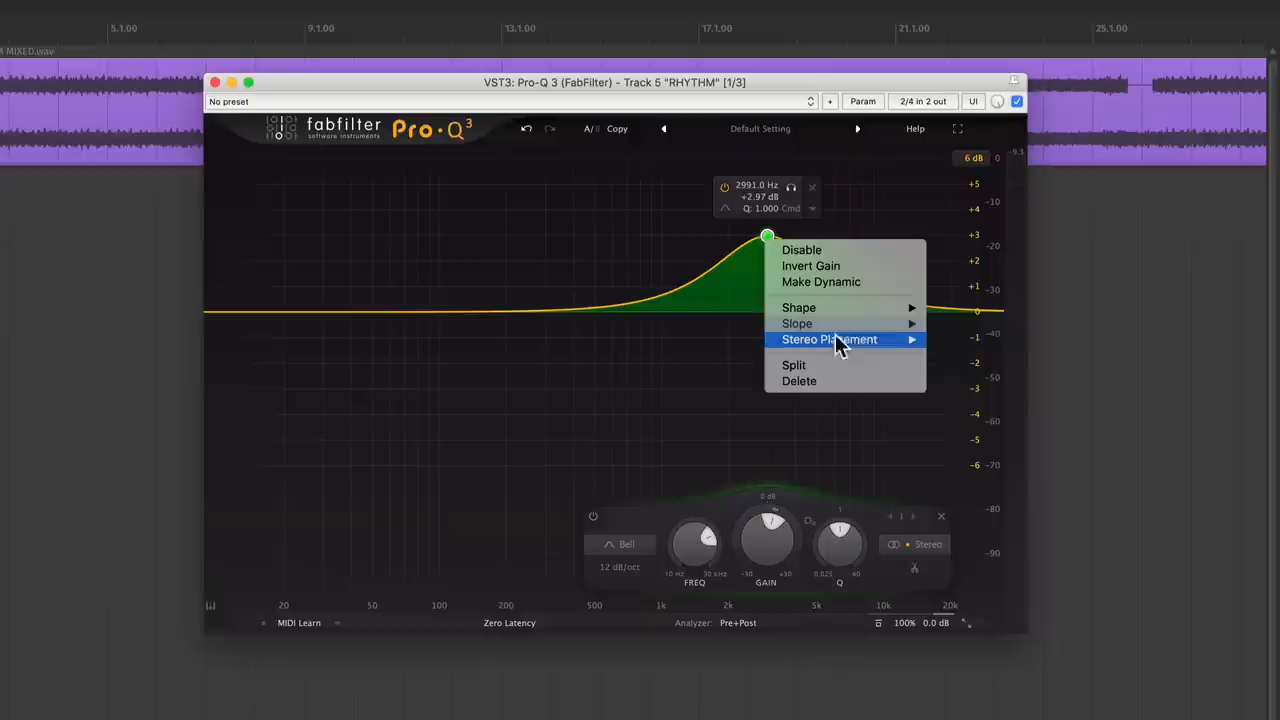 5.1.00 9.1.00 13.1.00 17.1.00 21.1.00 25.1.00
MIXED.wav
VST3: Pro-Q 3 (FabFilter) - Track 5 "RHYTHM" [1/3]
No preset + Param 2/4 in 2 out UI
fabfilter
software instruments
Pro·Q3
A/B Copy Default Setting Help
6 dB 0 -9.3
2991.0 Hz
+2.97 dB
Q: 1.000 Cmd
+5
-10
+4
+3
-20
+2
-30
+1
0
-40
-1
-2
-50
-3
-60
-4
-5
-6 -70
-80
-90
Disable
Invert Gain
Make Dynamic
Shape
Slope
Stereo Placement
Split
Delete
0 dB
1
1
Bell
Stereo
12 dB/oct
10 Hz 30 kHz -30 +30 0.025 40
FREQ GAIN Q
20 50 100 200 500 1k 2k 5k 10k 20k
MIDI Learn Zero Latency Analyzer: Pre+Post 100% 0.0 dB